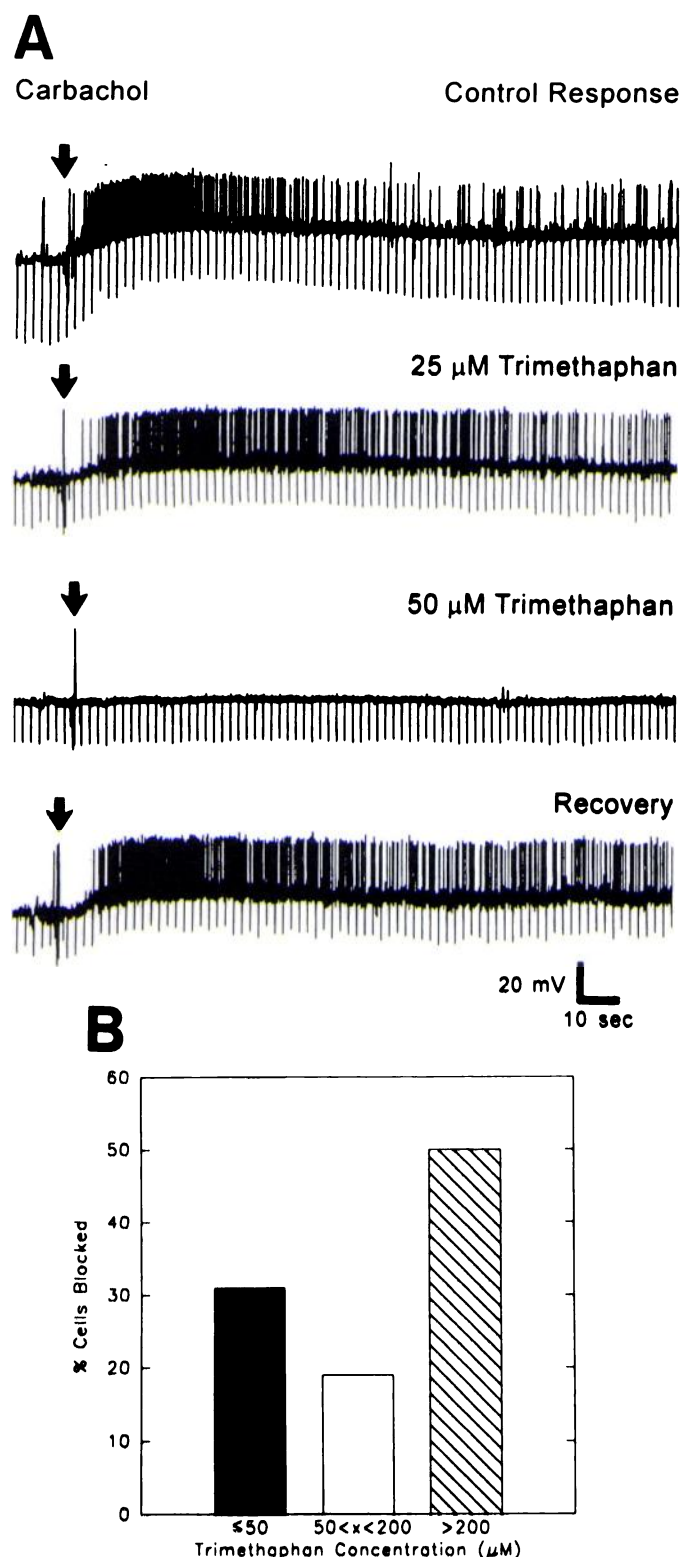 A
Carbachol Control Response
25 μM Trimethaphan
50 μM Trimethaphan
Recovery
20 mV
10 sec
B
60
50
40
30
20
10
0
% Cells Blocked
≤50 50<x<200 >200
Trimethaphan Concentration (μM)